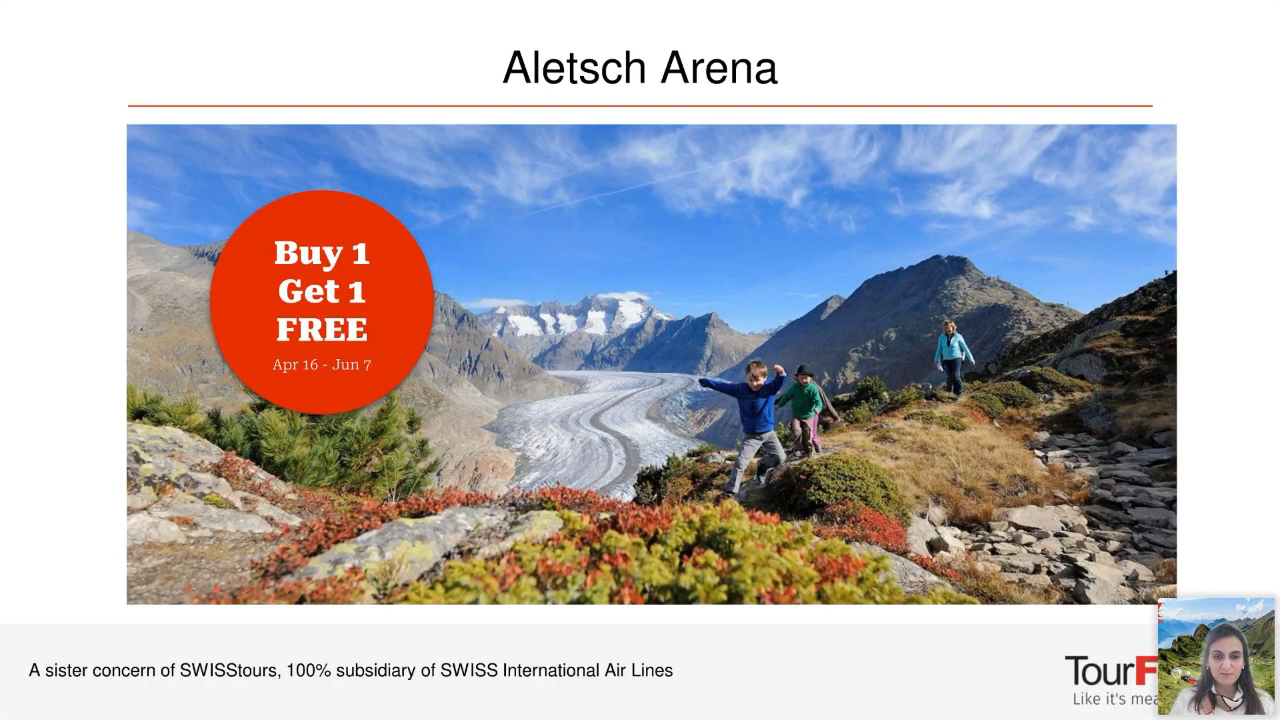 Aletsch Arena
Buy 1
Get 1
FREE
Apr 16 - Jun 7
A sister concern of SWISStours, 100% subsidiary of SWISS International Air Lines
Like it's